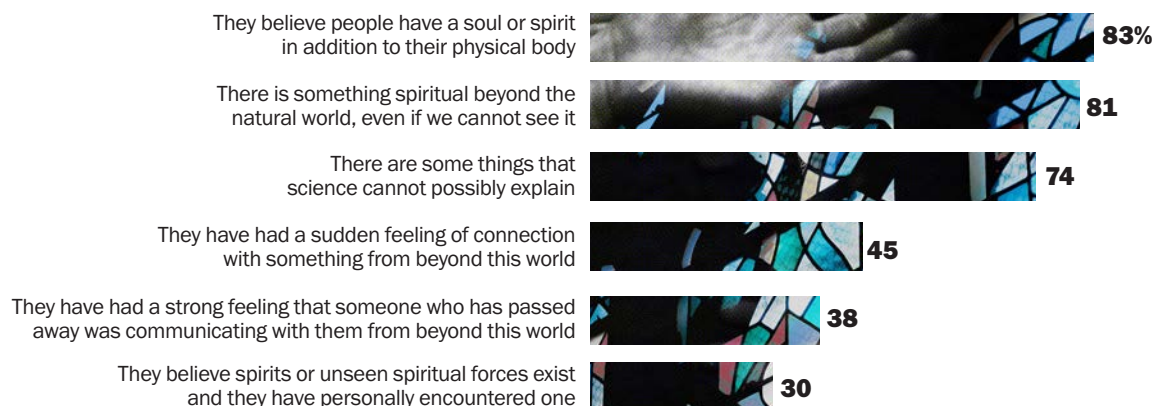 They believe people have a soul or spirit
in addition to their physical body
83%
There is something spiritual beyond the
natural world, even if we cannot see it
81
There are some things that
science cannot possibly explain
74
They have had a sudden feeling of connection
with something from beyond this world
45
They have had a strong feeling that someone who has passed
away was communicating with them from beyond this world
38
They believe spirits or unseen spiritual forces exist
and they have personally encountered one
30